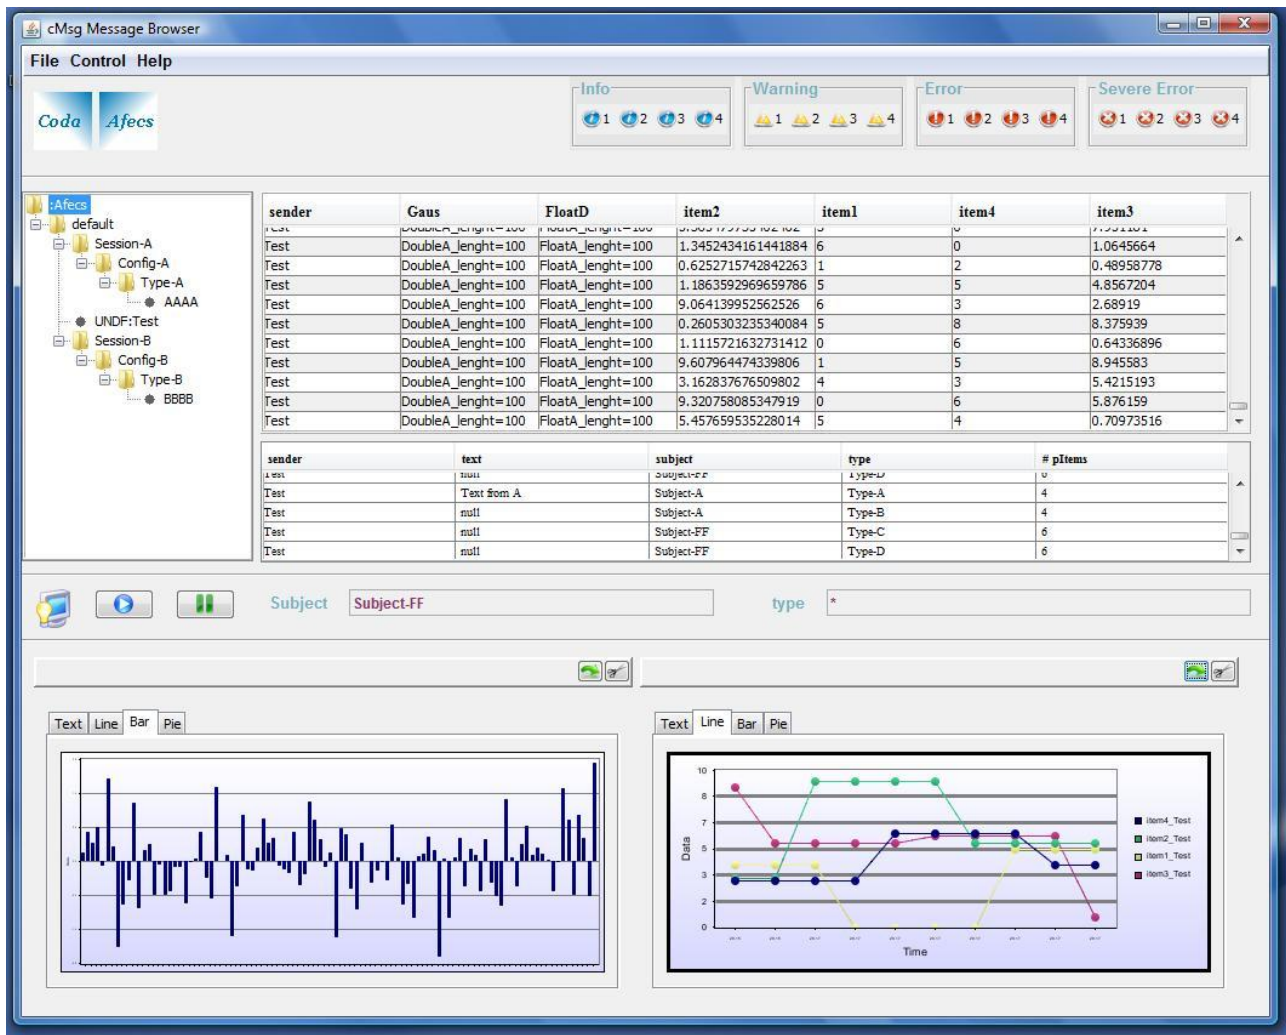 cMsg Message Browser
File Control Help
Coda Afecs
Info
1 2 3 4
Warning
1 2 3 4
Error
1 2 3 4
Severe Error
1 2 3 4
:Afecs
default
Session-A
Config-A
Type-A
AAAA
UNDF:Test
Session-B
Config-B
Type-B
BBBB
sender Gaus FloatD item2 item1 item4 item3
Test DoubleA_lenght=100 FloatA_lenght=100 1.3452434161441884 6 0 1.0645664
Test DoubleA_lenght=100 FloatA_lenght=100 0.6252715742842263 1 2 0.48958778
Test DoubleA_lenght=100 FloatA_lenght=100 1.1863592969659786 5 5 4.8567204
Test DoubleA_lenght=100 FloatA_lenght=100 9.064139952562526 6 3 2.68919
Test DoubleA_lenght=100 FloatA_lenght=100 0.2605303235340084 5 8 8.375939
Test DoubleA_lenght=100 FloatA_lenght=100 1.1115721632731412 0 6 0.64336896
Test DoubleA_lenght=100 FloatA_lenght=100 9.607964474339806 1 5 8.945583
Test DoubleA_lenght=100 FloatA_lenght=100 3.162837676509802 4 3 5.4215193
Test DoubleA_lenght=100 FloatA_lenght=100 9.320758085347919 0 6 5.876159
Test DoubleA_lenght=100 FloatA_lenght=100 5.457659535228014 5 4 0.70973516
sender text subject type # pItems
Test null Subject-FF Type-D 6
Test Text from A Subject-A Type-A 4
Test null Subject-A Type-B 4
Test null Subject-FF Type-C 6
Test null Subject-FF Type-D 6
Subject Subject-FF type *
Text Line Bar Pie
Text Line Bar Pie
Data
10
8
7
5
3
2
0
Time
item4_Test
item2_Test
item1_Test
item3_Test